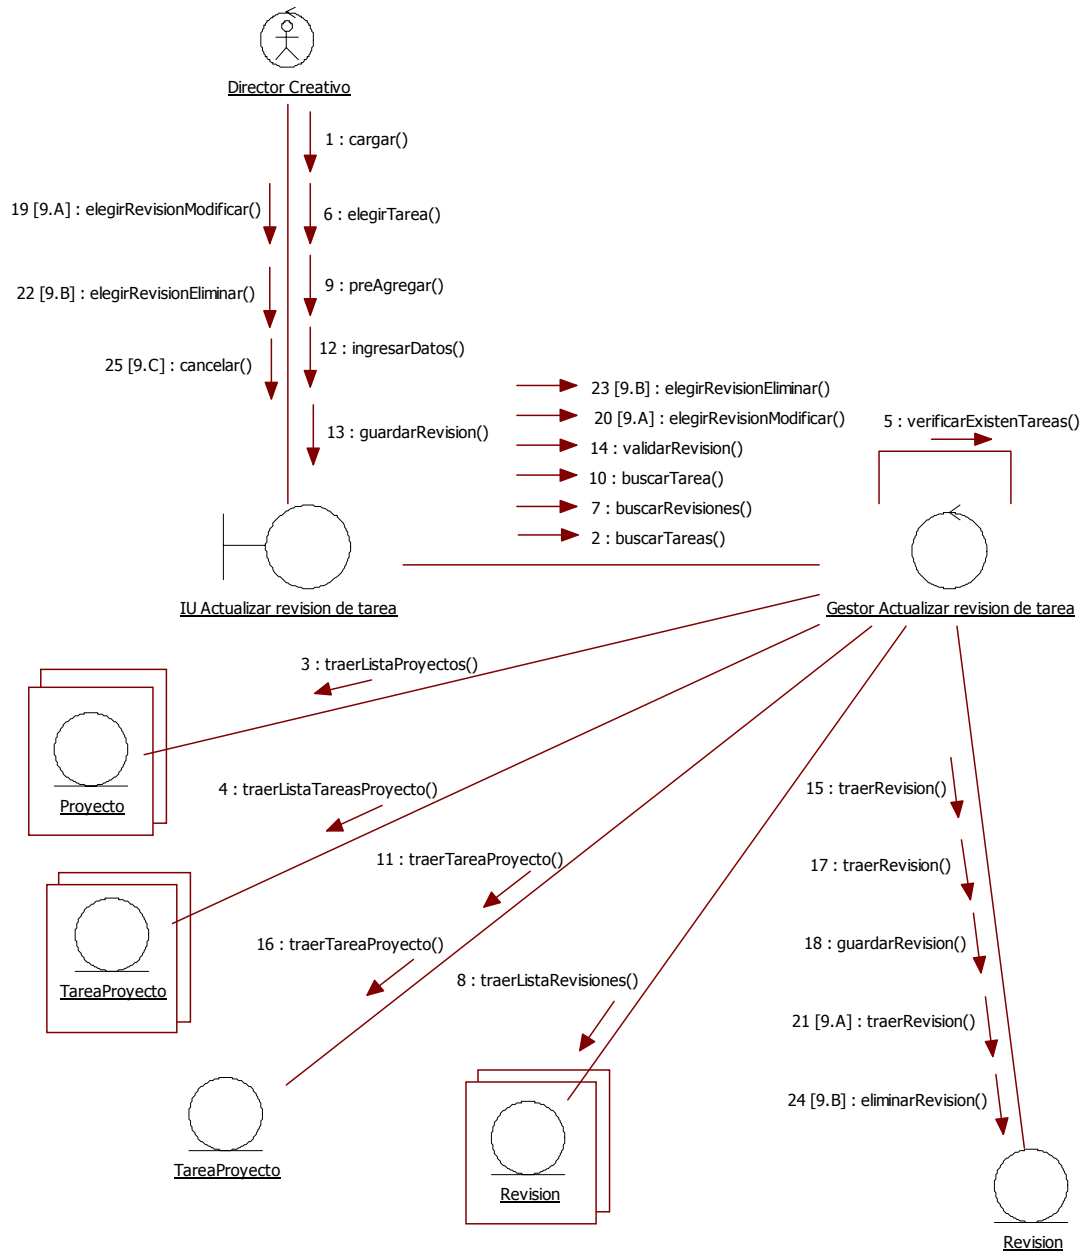 Director Creativo
1 : cargar()
19 [9.A] : elegirRevisionModificar()
6 : elegirTarea()
22 [9.B] : elegirRevisionEliminar()
9 : preAgregar()
25 [9.C] : cancelar()
12 : ingresarDatos()
13 : guardarRevision()
23 [9.B] : elegirRevisionEliminar()
20 [9.A] : elegirRevisionModificar()
14 : validarRevision()
10 : buscarTarea()
7 : buscarRevisiones()
2 : buscarTareas()
5 : verificarExistenTareas()
IU Actualizar revision de tarea
Gestor Actualizar revision de tarea
3 : traerListaProyectos()
Proyecto
4 : traerListaTareasProyecto()
15 : traerRevision()
11 : traerTareaProyecto()
17 : traerRevision()
16 : traerTareaProyecto()
18 : guardarRevision()
TareaProyecto
8 : traerListaRevisiones()
21 [9.A] : traerRevision()
24 [9.B] : eliminarRevision()
TareaProyecto
Revision
Revision